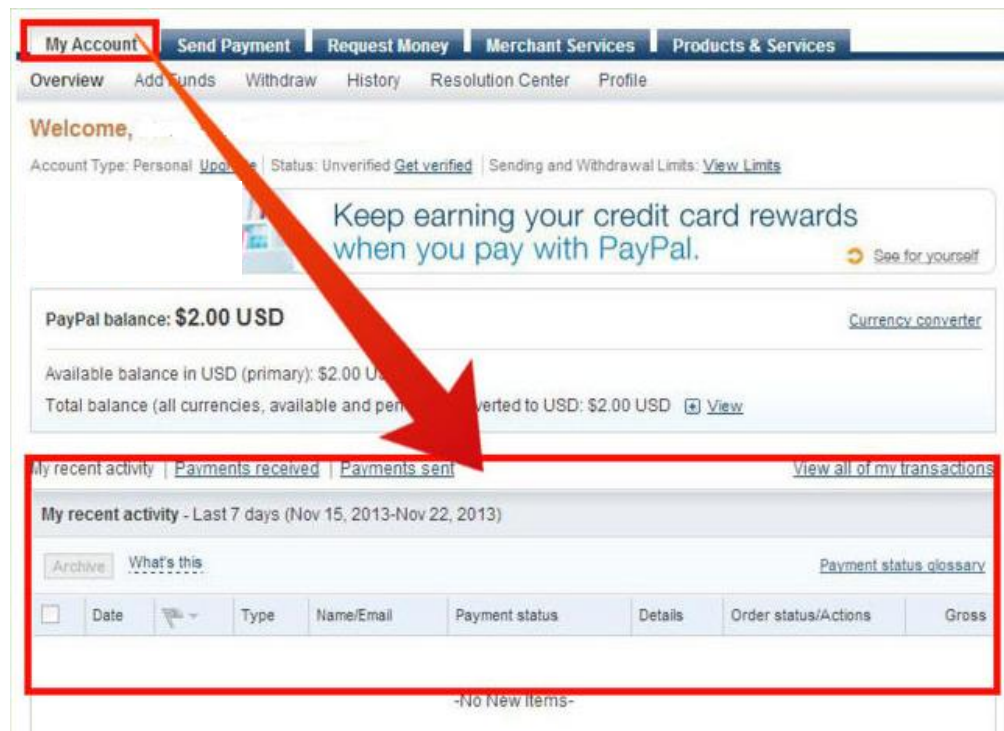 My Account Send Payment Request Money Merchant Services Products & Services
Overview Add Funds Withdraw History Resolution Center Profile
Welcome,
Account Type: Personal Upgrade | Status: Unverified Get verified | Sending and Withdrawal Limits: View Limits
Keep earning your credit card rewards
when you pay with PayPal.
See for yourself
PayPal balance: $2.00 USD Currency converter
Available balance in USD (primary): $2.00
Total balance (all currencies, available and to USD: $2.00 USD View
My recent activity | Payments received | Payments sent View all of my transactions
My recent activity - Last 7 days (Nov 15, 2013-Nov 22, 2013)
Archive What's this Payment status glossary
Date Type Name/Email Payment status Details Order status/Actions Gross
-No New Items-